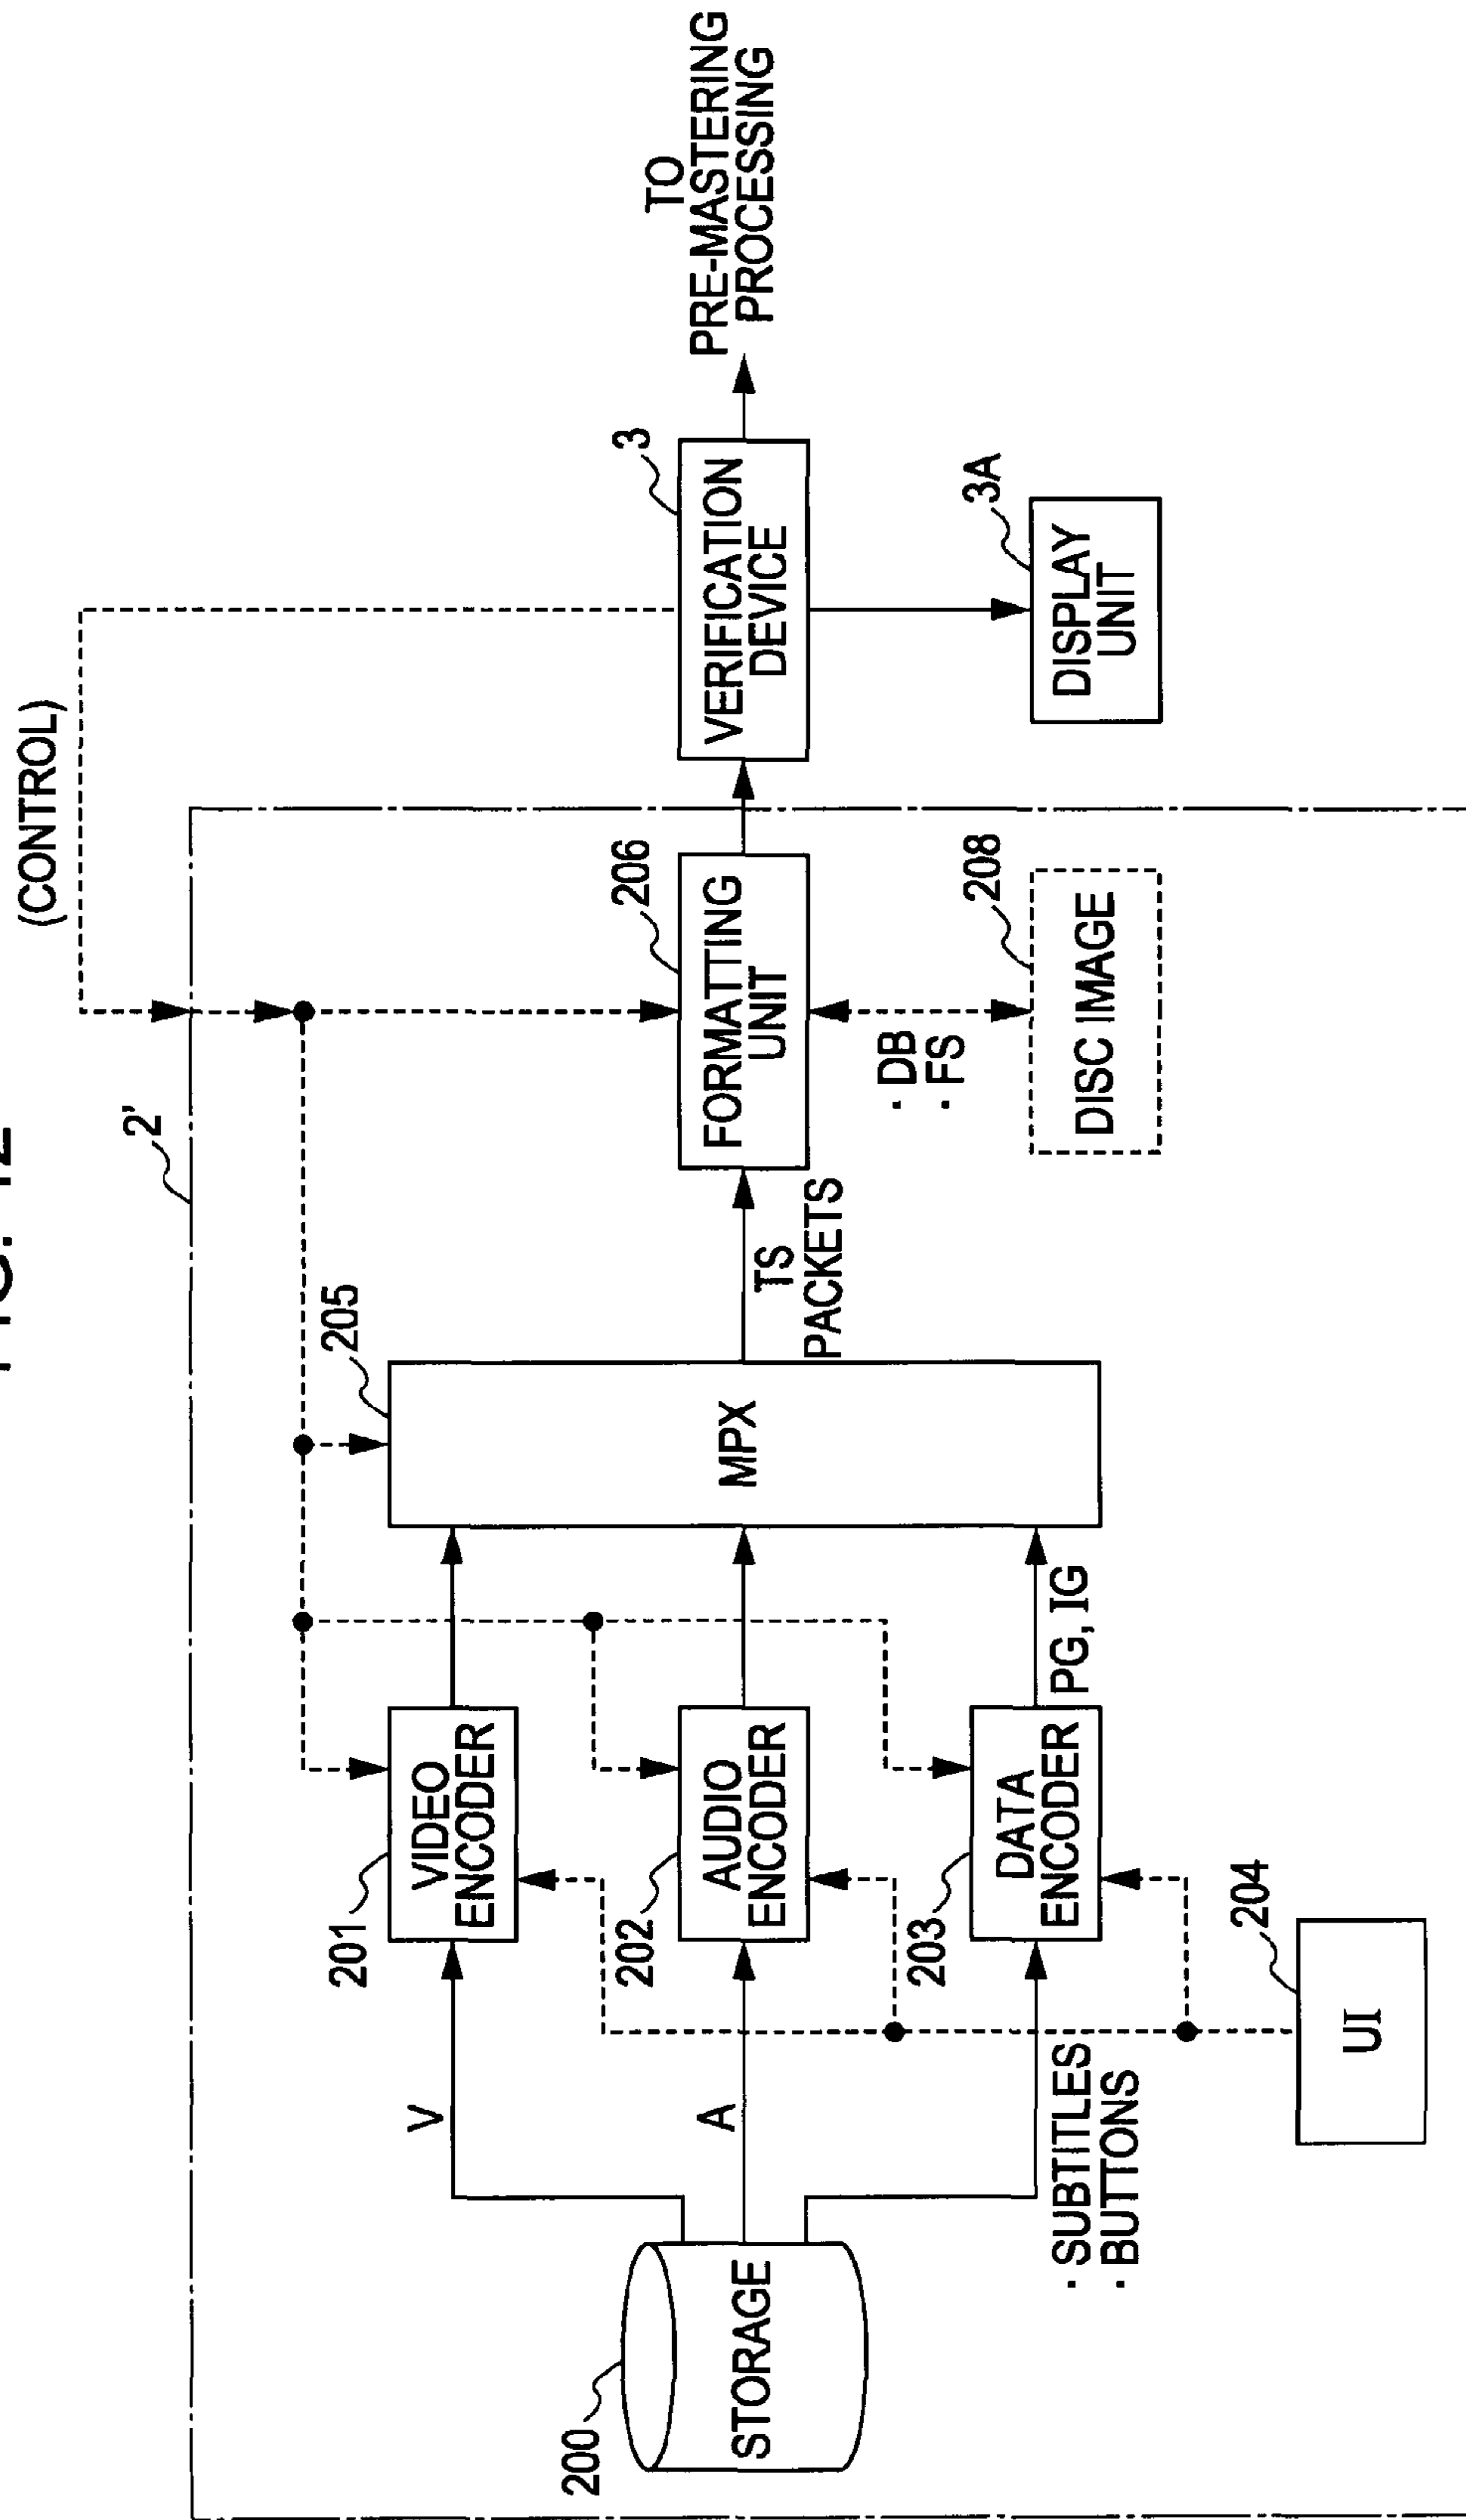 (CONTROL)
2'
200
STORAGE
V
A
· SUBTITLES
· BUTTONS
201
VIDEO
ENCODER
202
AUDIO
ENCODER
203
DATA
ENCODER
204
UI
PG, IG
205
MPX
TS
PACKETS
206
FORMATTING
UNIT
· DB
· FS
208
DISC IMAGE
3
VERIFICATION
DEVICE
3A
DISPLAY
UNIT
TO
PRE-MASTERING
PROCESSING